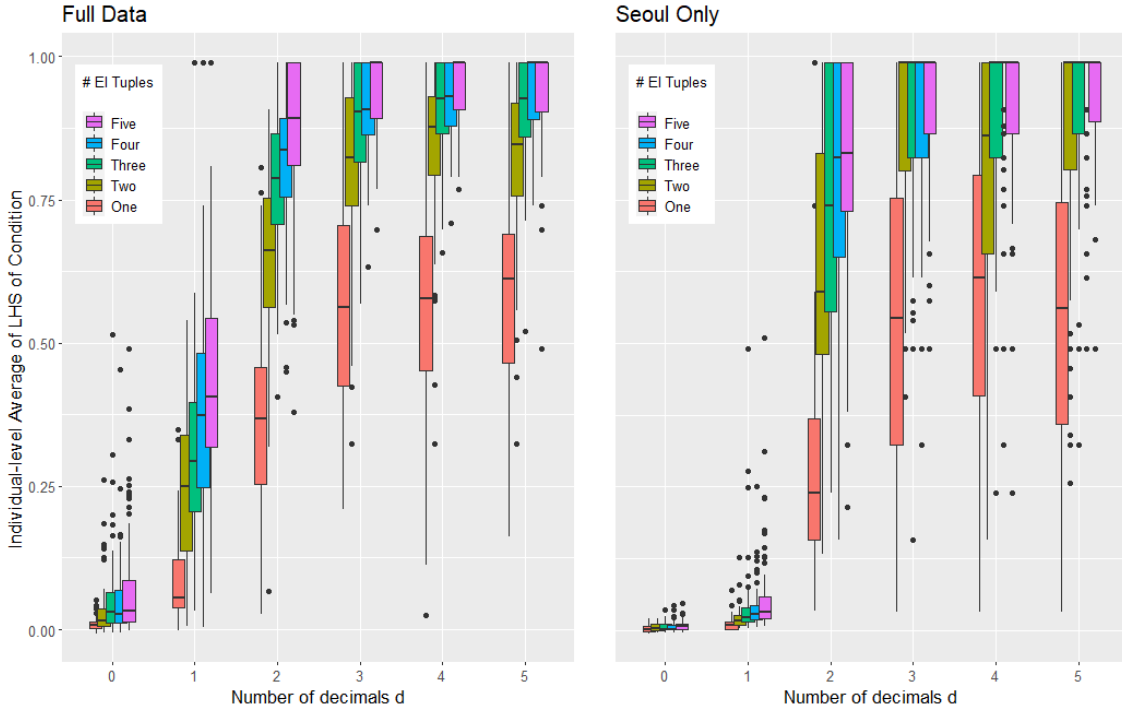 Full Data
Seoul Only
Individual-level Average of LHS of Condition
1.00
0.75
0.50
0.25
0.00
# EI Tuples
Five
Four
Three
Two
One
# EI Tuples
Five
Four
Three
Two
One
0 1 2 3 4 5
0 1 2 3 4 5
Number of decimals d
Number of decimals d